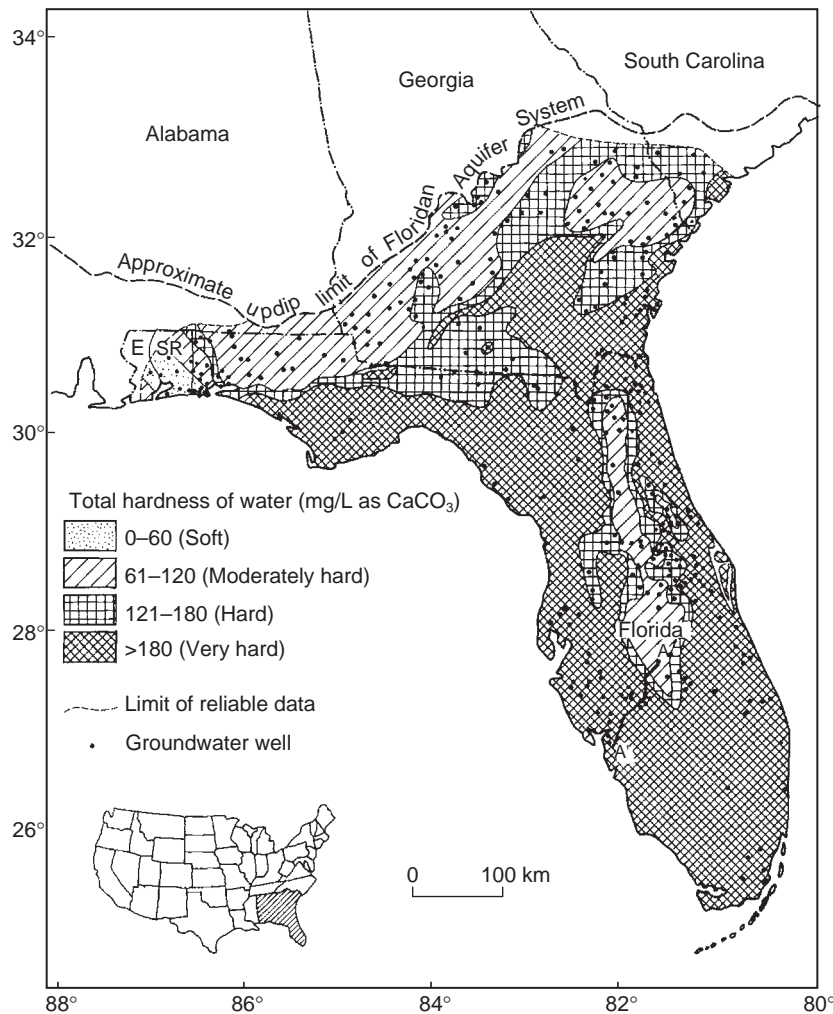 34°
South Carolina
Georgia
Alabama
Approximate updip limit of Floridan Aquifer System
32°
E SR
30°
Total hardness of water (mg/L as CaCO₃)
0–60 (Soft)
61–120 (Moderately hard)
121–180 (Hard)
>180 (Very hard)
28°
Florida
A
Limit of reliable data
Groundwater well
A'
26°
0 100 km
88° 86° 84° 82° 80°